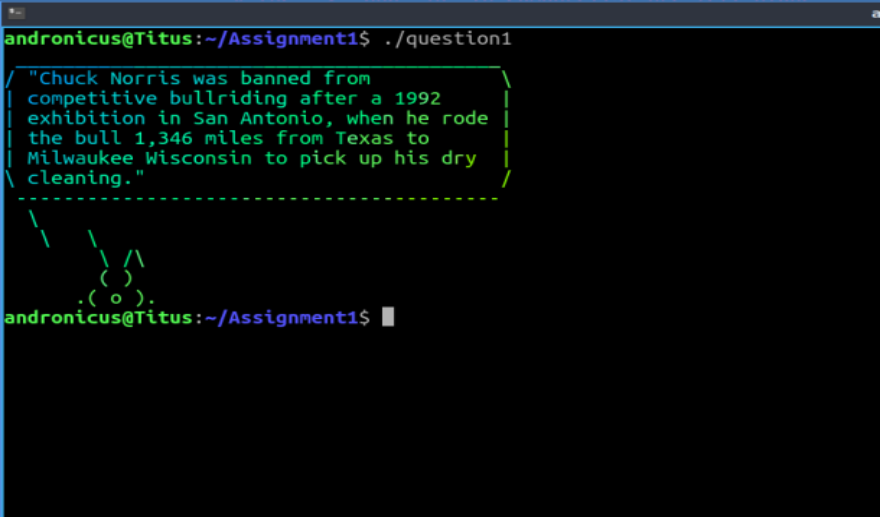 a
andronicus@Titus:~/Assignment1$ ./question1
 _________________________________________
/ "Chuck Norris was banned from           \
| competitive bullriding after a 1992     |
| exhibition in San Antonio, when he rode |
| the bull 1,346 miles from Texas to      |
| Milwaukee Wisconsin to pick up his dry  |
\ cleaning."                              /
 -----------------------------------------
  \
   \   \
        \ /\
        ( )
      .( o ).
andronicus@Titus:~/Assignment1$